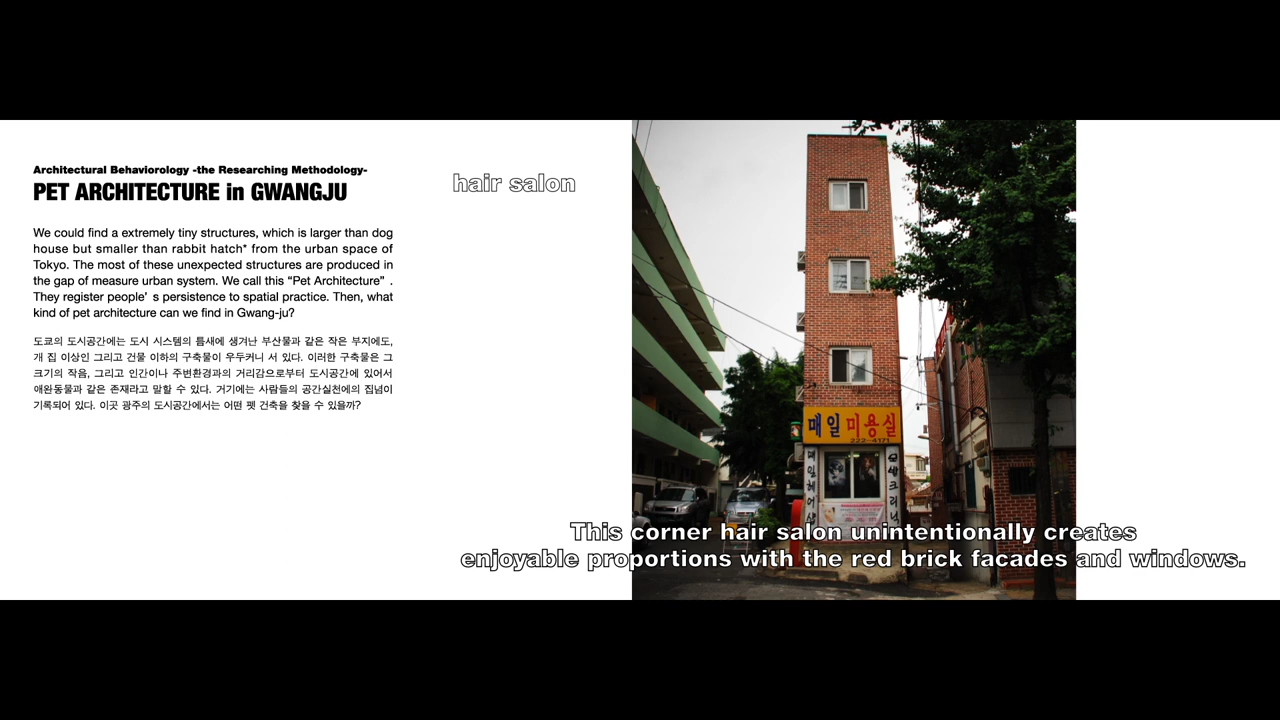 Architectural Behaviorology -the Researching Methodology-
PET ARCHITECTURE in GWANGJU
We could find a extremely tiny structures, which is larger than dog
house but smaller than rabbit hatch* from the urban space of
Tokyo. The most of these unexpected structures are produced in
the gap of measure urban system. We call this “Pet Architecture” .
They register people’ s persistence to spatial practice. Then, what
kind of pet architecture can we find in Gwang-ju?
도쿄의 도시공간에는 도시 시스템의 틈새에 생겨난 부산물과 같은 작은 부지에도,
개 집 이상인 그리고 건물 이하의 구축물이 우두커니 서 있다. 이러한 구축물은 그
크기의 작음, 그리고 인간이나 주변환경과의 거리감으로부터 도시공간에 있어서
애완동물과 같은 존재라고 말할 수 있다. 거기에는 사람들의 공간실천에의 집념이
기록되어 있다. 이곳 광주의 도시공간에서는 어떤 펫 건축을 찾을 수 있을까?
hair salon
매일미용실
222-4171
매일헤어샵
This corner hair salon unintentionally creates
enjoyable proportions with the red brick facades and windows.